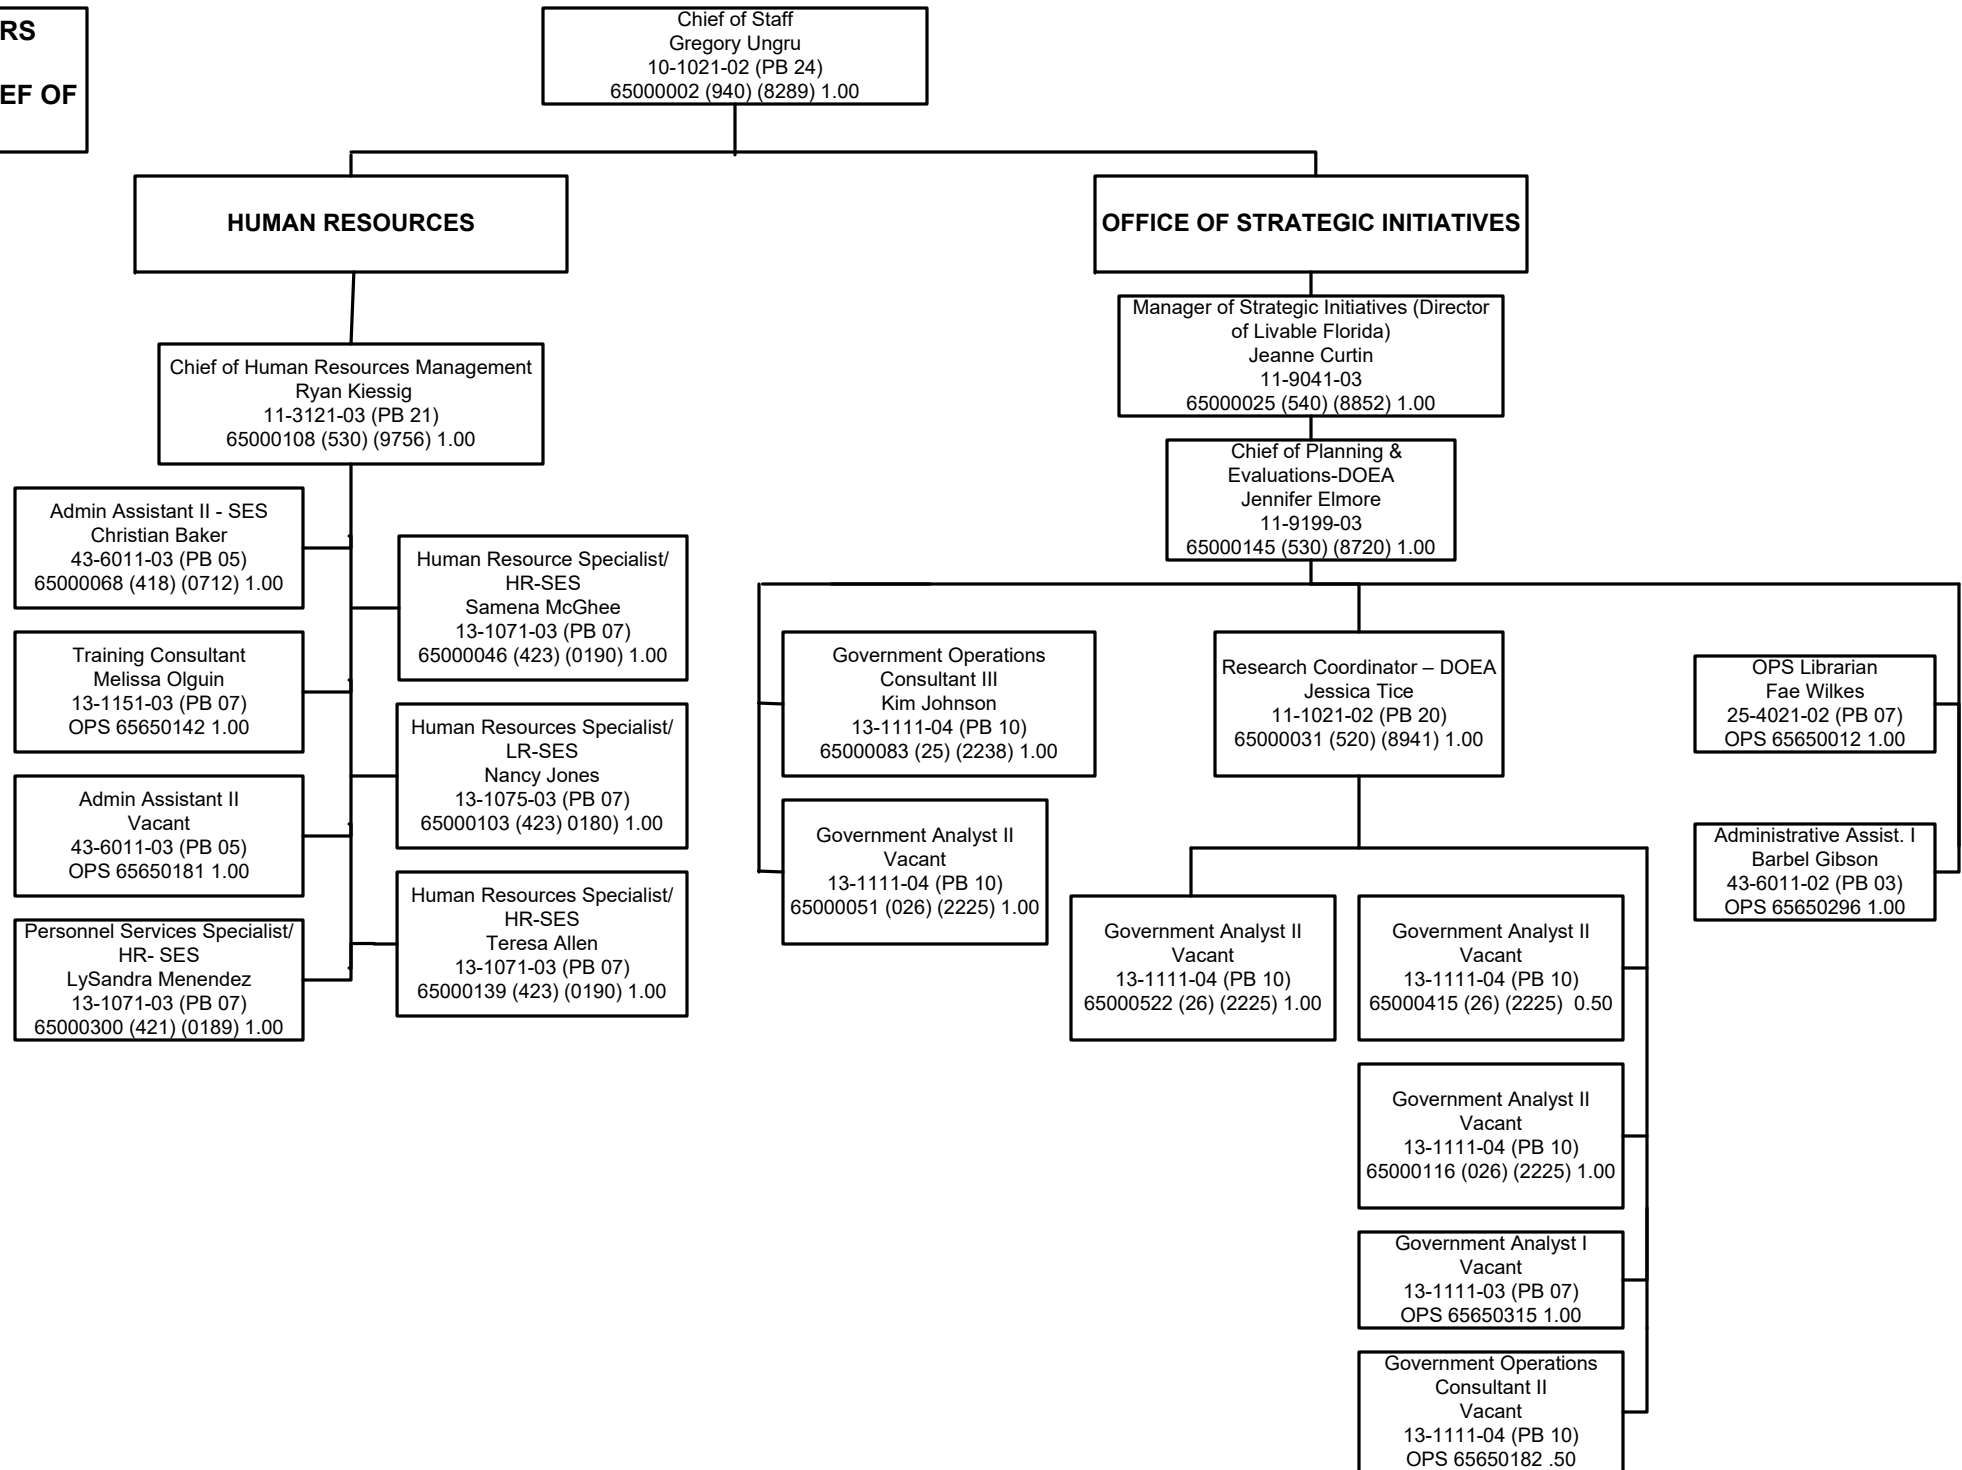 RS
EF OF
Chief of Staff
Gregory Ungru
10-1021-02 (PB 24)
65000002 (940) (8289) 1.00
HUMAN RESOURCES
OFFICE OF STRATEGIC INITIATIVES
Chief of Human Resources Management
Ryan Kiessig
11-3121-03 (PB 21)
65000108 (530) (9756) 1.00
Admin Assistant II - SES
Christian Baker
43-6011-03 (PB 05)
65000068 (418) (0712) 1.00
Training Consultant
Melissa Olguin
13-1151-03 (PB 07)
OPS 65650142 1.00
Admin Assistant II
Vacant
43-6011-03 (PB 05)
OPS 65650181 1.00
Personnel Services Specialist/
HR- SES
LySandra Menendez
13-1071-03 (PB 07)
65000300 (421) (0189) 1.00
Human Resource Specialist/
HR-SES
Samena McGhee
13-1071-03 (PB 07)
65000046 (423) (0190) 1.00
Human Resources Specialist/
LR-SES
Nancy Jones
13-1075-03 (PB 07)
65000103 (423) 0180) 1.00
Human Resources Specialist/
HR-SES
Teresa Allen
13-1071-03 (PB 07)
65000139 (423) (0190) 1.00
Manager of Strategic Initiatives (Director
of Livable Florida)
Jeanne Curtin
11-9041-03
65000025 (540) (8852) 1.00
Chief of Planning &
Evaluations-DOEA
Jennifer Elmore
11-9199-03
65000145 (530) (8720) 1.00
Government Operations
Consultant III
Kim Johnson
13-1111-04 (PB 10)
65000083 (25) (2238) 1.00
Government Analyst II
Vacant
13-1111-04 (PB 10)
65000051 (026) (2225) 1.00
Research Coordinator – DOEA
Jessica Tice
11-1021-02 (PB 20)
65000031 (520) (8941) 1.00
Government Analyst II
Vacant
13-1111-04 (PB 10)
65000522 (26) (2225) 1.00
Government Analyst II
Vacant
13-1111-04 (PB 10)
65000415 (26) (2225)  0.50
Government Analyst II
Vacant
13-1111-04 (PB 10)
65000116 (026) (2225) 1.00
Government Analyst I
Vacant
13-1111-03 (PB 07)
OPS 65650315 1.00
Government Operations
Consultant II
Vacant
13-1111-04 (PB 10)
OPS 65650182 .50
OPS Librarian
Fae Wilkes
25-4021-02 (PB 07)
OPS 65650012 1.00
Administrative Assist. I
Barbel Gibson
43-6011-02 (PB 03)
OPS 65650296 1.00